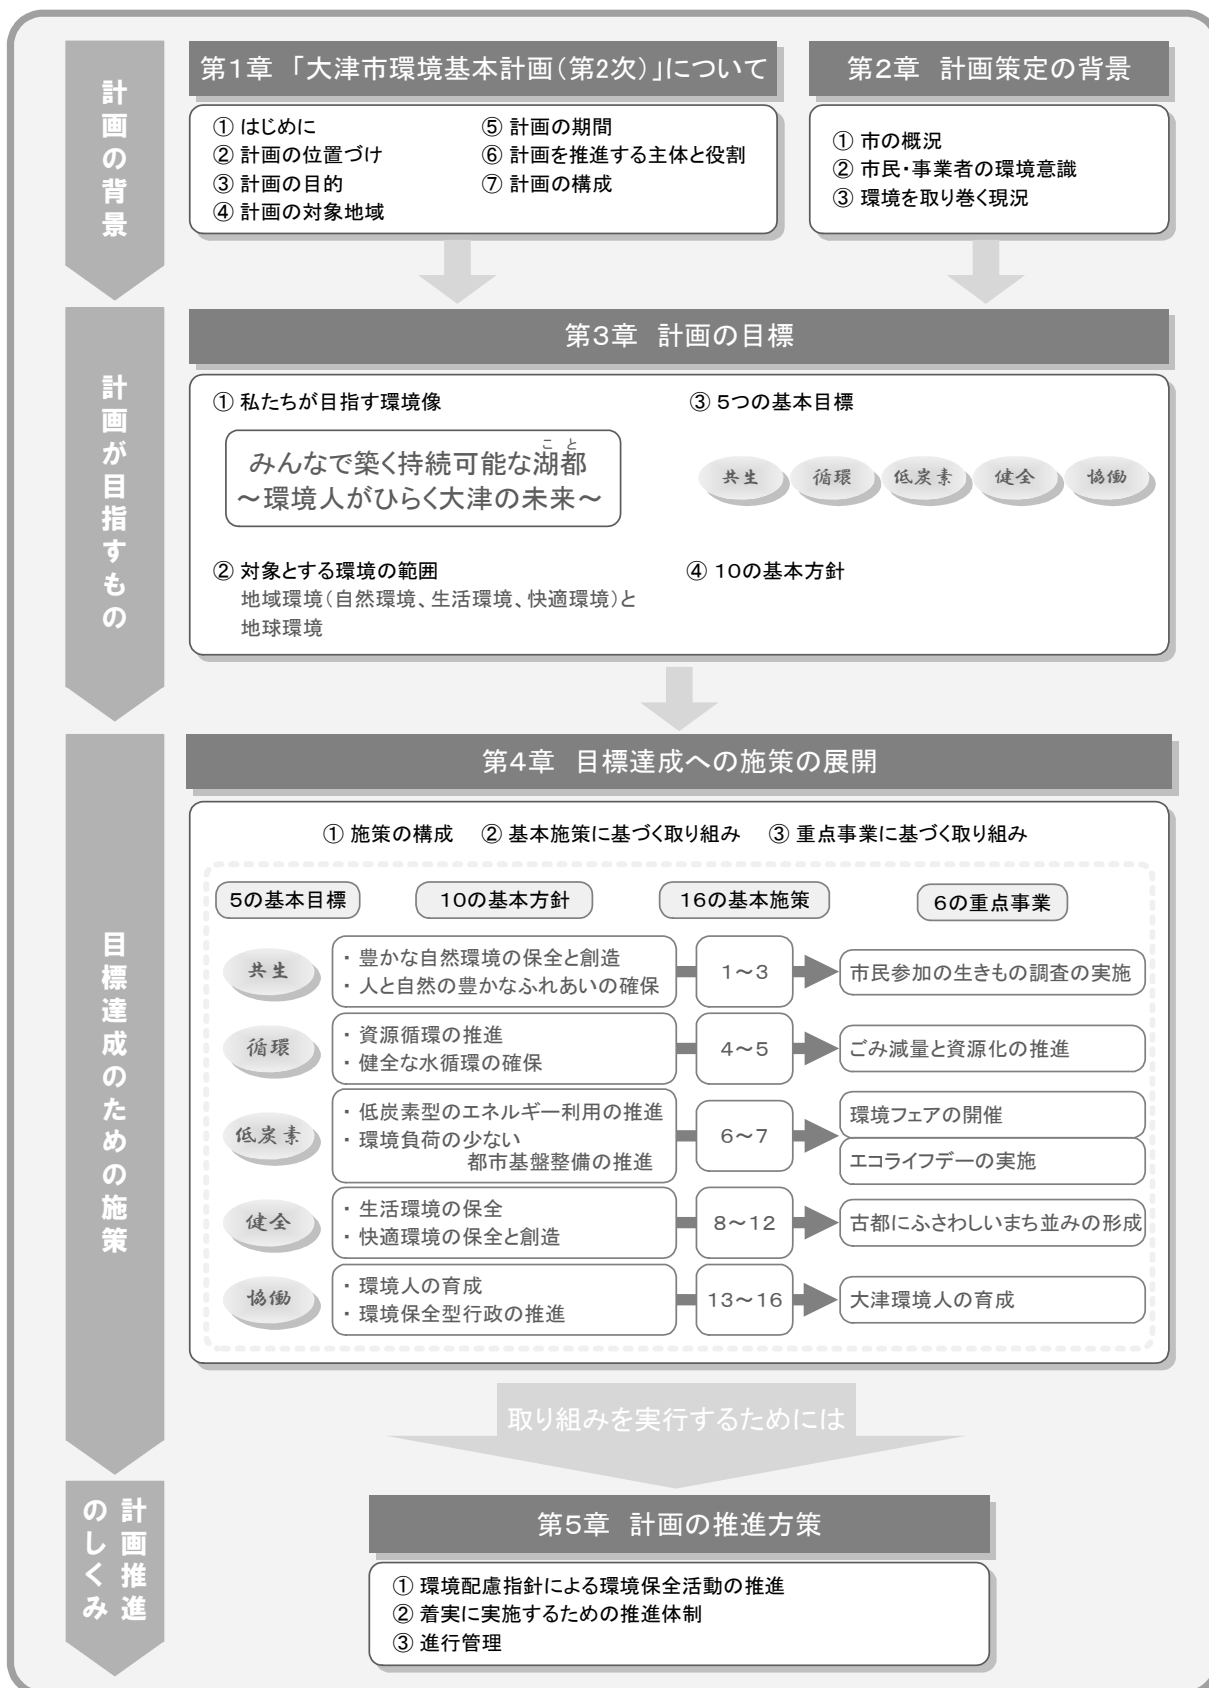 計画の背景
第1章 「大津市環境基本計画(第2次)」について
① はじめに
② 計画の位置づけ
③ 計画の目的
④ 計画の対象地域
⑤ 計画の期間
⑥ 計画を推進する主体と役割
⑦ 計画の構成
第2章 計画策定の背景
① 市の概況
② 市民・事業者の環境意識
③ 環境を取り巻く現況
計画が目指すもの
第3章 計画の目標
① 私たちが目指す環境像
こと
みんなで築く持続可能な湖都
～環境人がひらく大津の未来～
② 対象とする環境の範囲
地域環境(自然環境、生活環境、快適環境)と
地球環境
③ 5つの基本目標
共生 循環 低炭素 健全 協働
④ 10の基本方針
目標達成のための施策
第4章 目標達成への施策の展開
① 施策の構成 ② 基本施策に基づく取り組み ③ 重点事業に基づく取り組み
5の基本目標 10の基本方針 16の基本施策 6の重点事業
共生
・ 豊かな自然環境の保全と創造
・ 人と自然の豊かなふれあいの確保
1～3
市民参加の生きもの調査の実施
循環
・ 資源循環の推進
・ 健全な水循環の確保
4～5
ごみ減量と資源化の推進
低炭素
・ 低炭素型のエネルギー利用の推進
・ 環境負荷の少ない
都市基盤整備の推進
6～7
環境フェアの開催
エコライフデーの実施
健全
・ 生活環境の保全
・ 快適環境の保全と創造
8～12
古都にふさわしいまち並みの形成
協働
・ 環境人の育成
・ 環境保全型行政の推進
13～16
大津環境人の育成
取り組みを実行するためには
計画推進
のしくみ
第5章 計画の推進方策
① 環境配慮指針による環境保全活動の推進
② 着実に実施するための推進体制
③ 進行管理